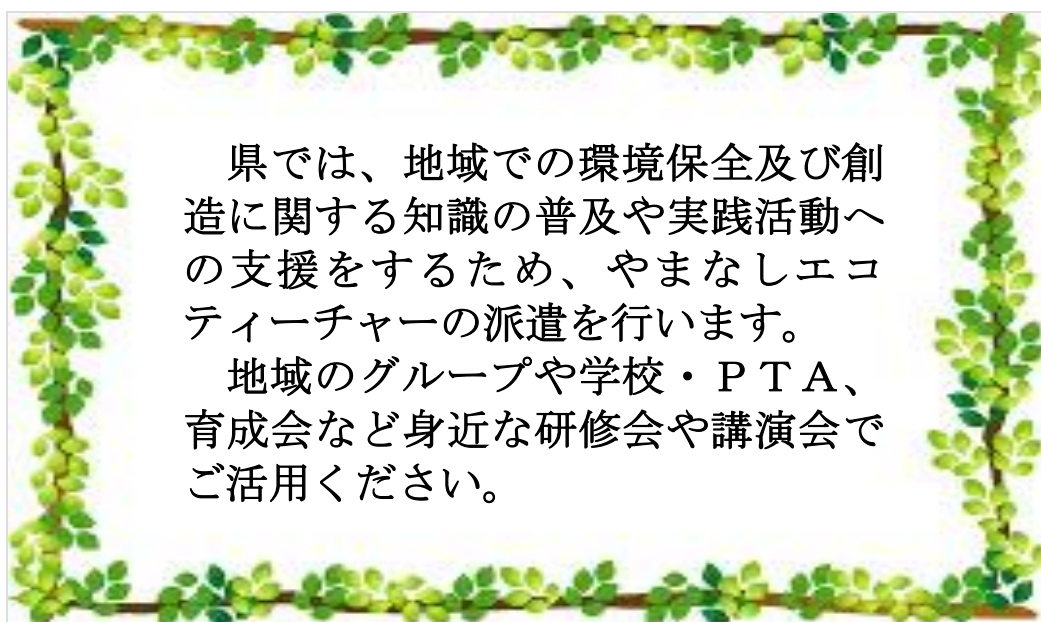 県では、地域での環境保全及び創
造に関する知識の普及や実践活動へ
の支援をするため、やまなしエコ
ティーチャーの派遣を行います。
　地域のグループや学校・ＰＴＡ、
育成会など身近な研修会や講演会で
ご活用ください。